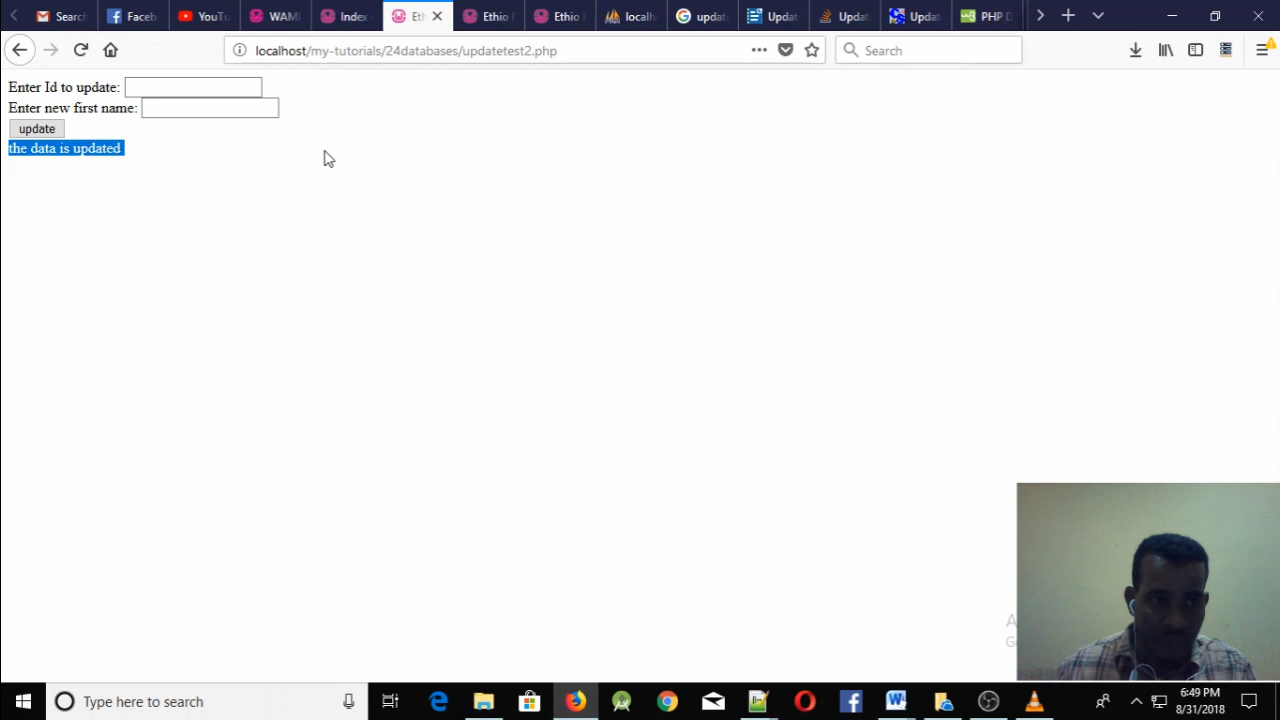 Search
Faceb
YouTu
WAMI
Index
Eth
Ethio
Ethio
localh
updat
Updat
Updat
Updat
PHP D
localhost/my-tutorials/24databases/updatetest2.php
Search
Enter Id to update:
Enter new first name:
update
the data is updated
Type here to search
6:49 PM
8/31/2018